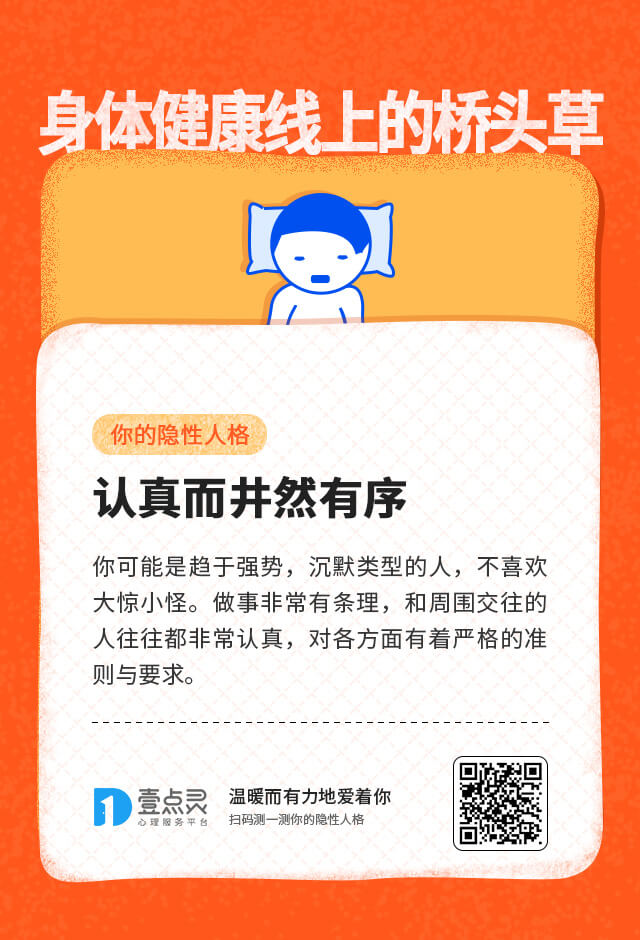 身体健康线上的桥头草
你的隐性人格
认真而井然有序
你可能是趋于强势，沉默类型的人，不喜欢
大惊小怪。做事非常有条理，和周围交往的
人往往都非常认真，对各方面有着严格的准
则与要求。
壹点灵
心理服务平台
温暖而有力地爱着你
扫码测一测你的隐性人格